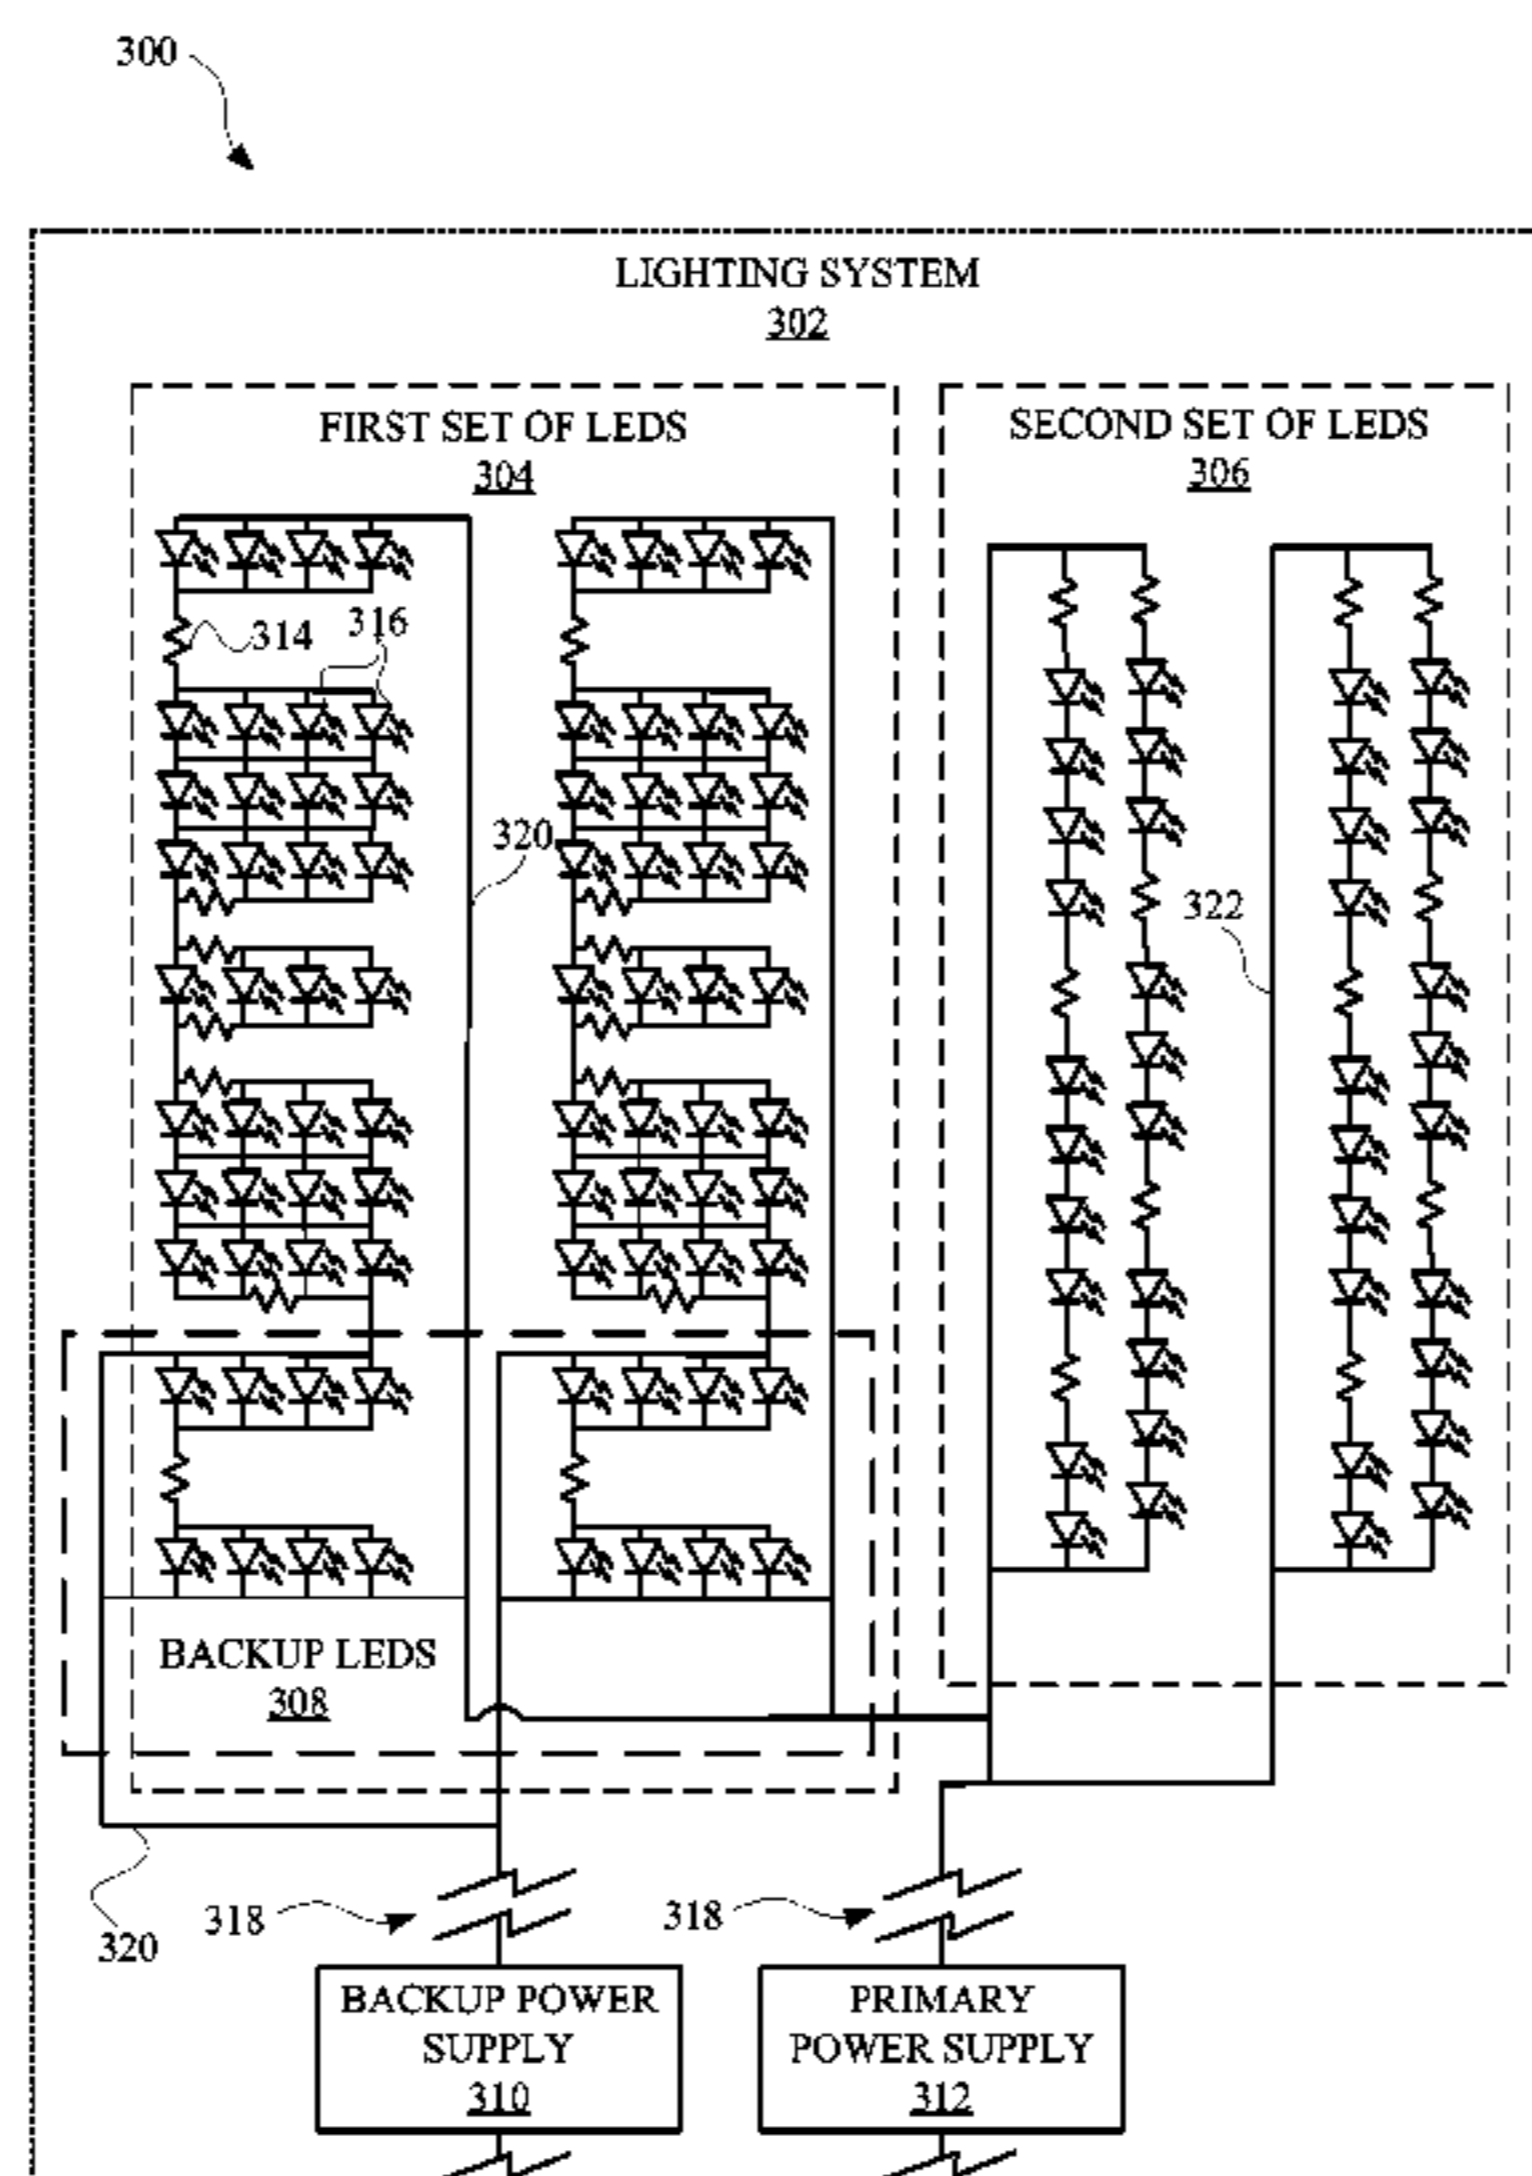 300
LIGHTING SYSTEM
302
FIRST SET OF LEDS
304
SECOND SET OF LEDS
306
314
316
320
322
BACKUP LEDS
308
320
318
318
BACKUP POWER
SUPPLY
310
PRIMARY
POWER SUPPLY
312